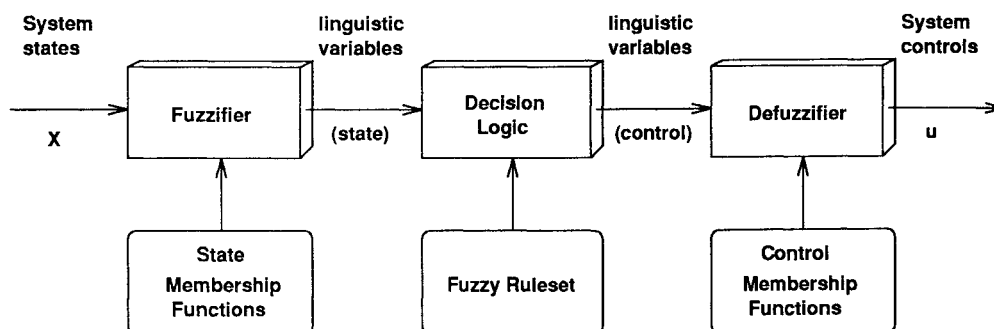 System
states
linguistic
variables
linguistic
variables
System
controls
Fuzzifier
Decision
Logic
Defuzzifier
X
(state)
(control)
u
State
Membership
Functions
Fuzzy Ruleset
Control
Membership
Functions